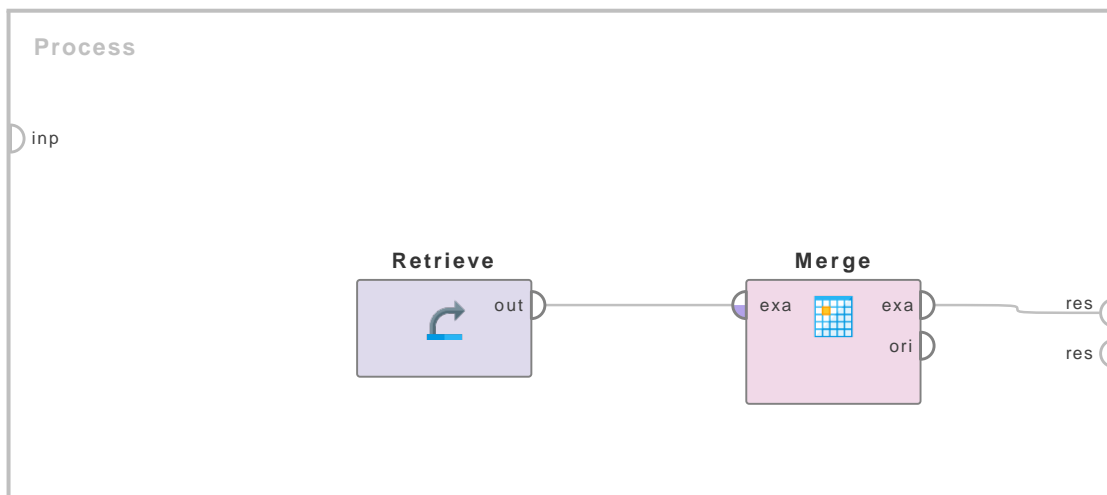 Process
inp
Retrieve
out
Merge
exa
exa
ori
res
res